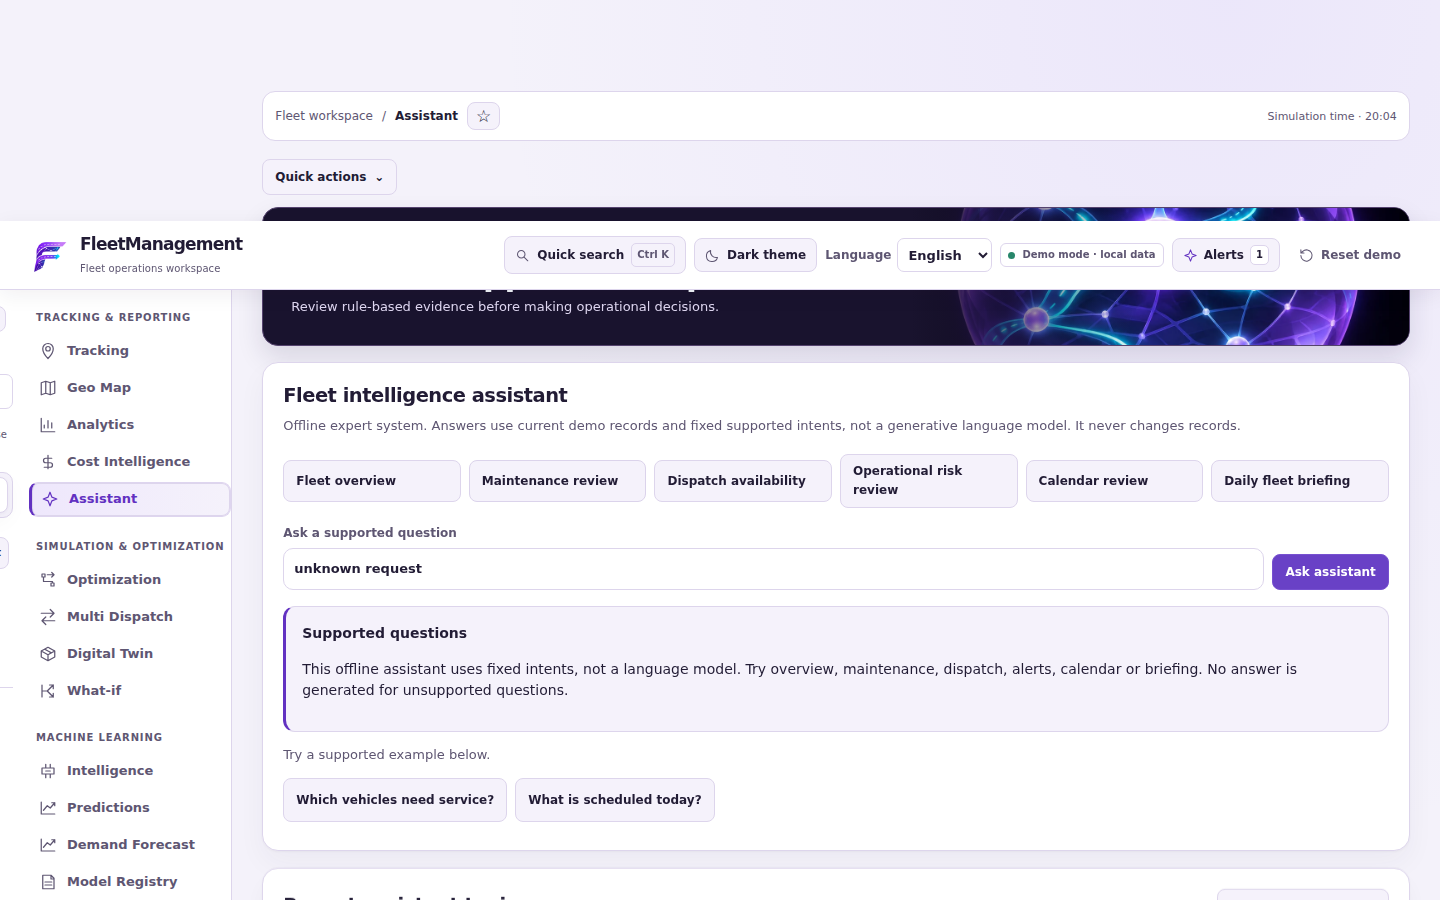 Fleet workspace / Assistant ☆
Simulation time · 20:04
Quick actions
FleetManagement
Fleet operations workspace
Quick search Ctrl K
Dark theme
Language English
Demo mode · local data
Alerts 1
Reset demo
Review rule-based evidence before making operational decisions.
TRACKING & REPORTING
Tracking
Geo Map
Analytics
Cost Intelligence
Assistant
SIMULATION & OPTIMIZATION
Optimization
Multi Dispatch
Digital Twin
What-if
MACHINE LEARNING
Intelligence
Predictions
Demand Forecast
Model Registry
Fleet intelligence assistant
Offline expert system. Answers use current demo records and fixed supported intents, not a generative language model. It never changes records.
Fleet overview
Maintenance review
Dispatch availability
Operational risk
review
Calendar review
Daily fleet briefing
Ask a supported question
unknown request
Ask assistant
Supported questions
This offline assistant uses fixed intents, not a language model. Try overview, maintenance, dispatch, alerts, calendar or briefing. No answer is
generated for unsupported questions.
Try a supported example below.
Which vehicles need service?
What is scheduled today?